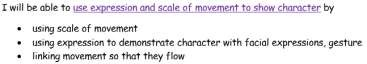 I will be able to use expression and scale of movement to show character by
• using scale of movement
• using expression to demonstrate character with facial expressions, gesture
• linking movement so that they flow